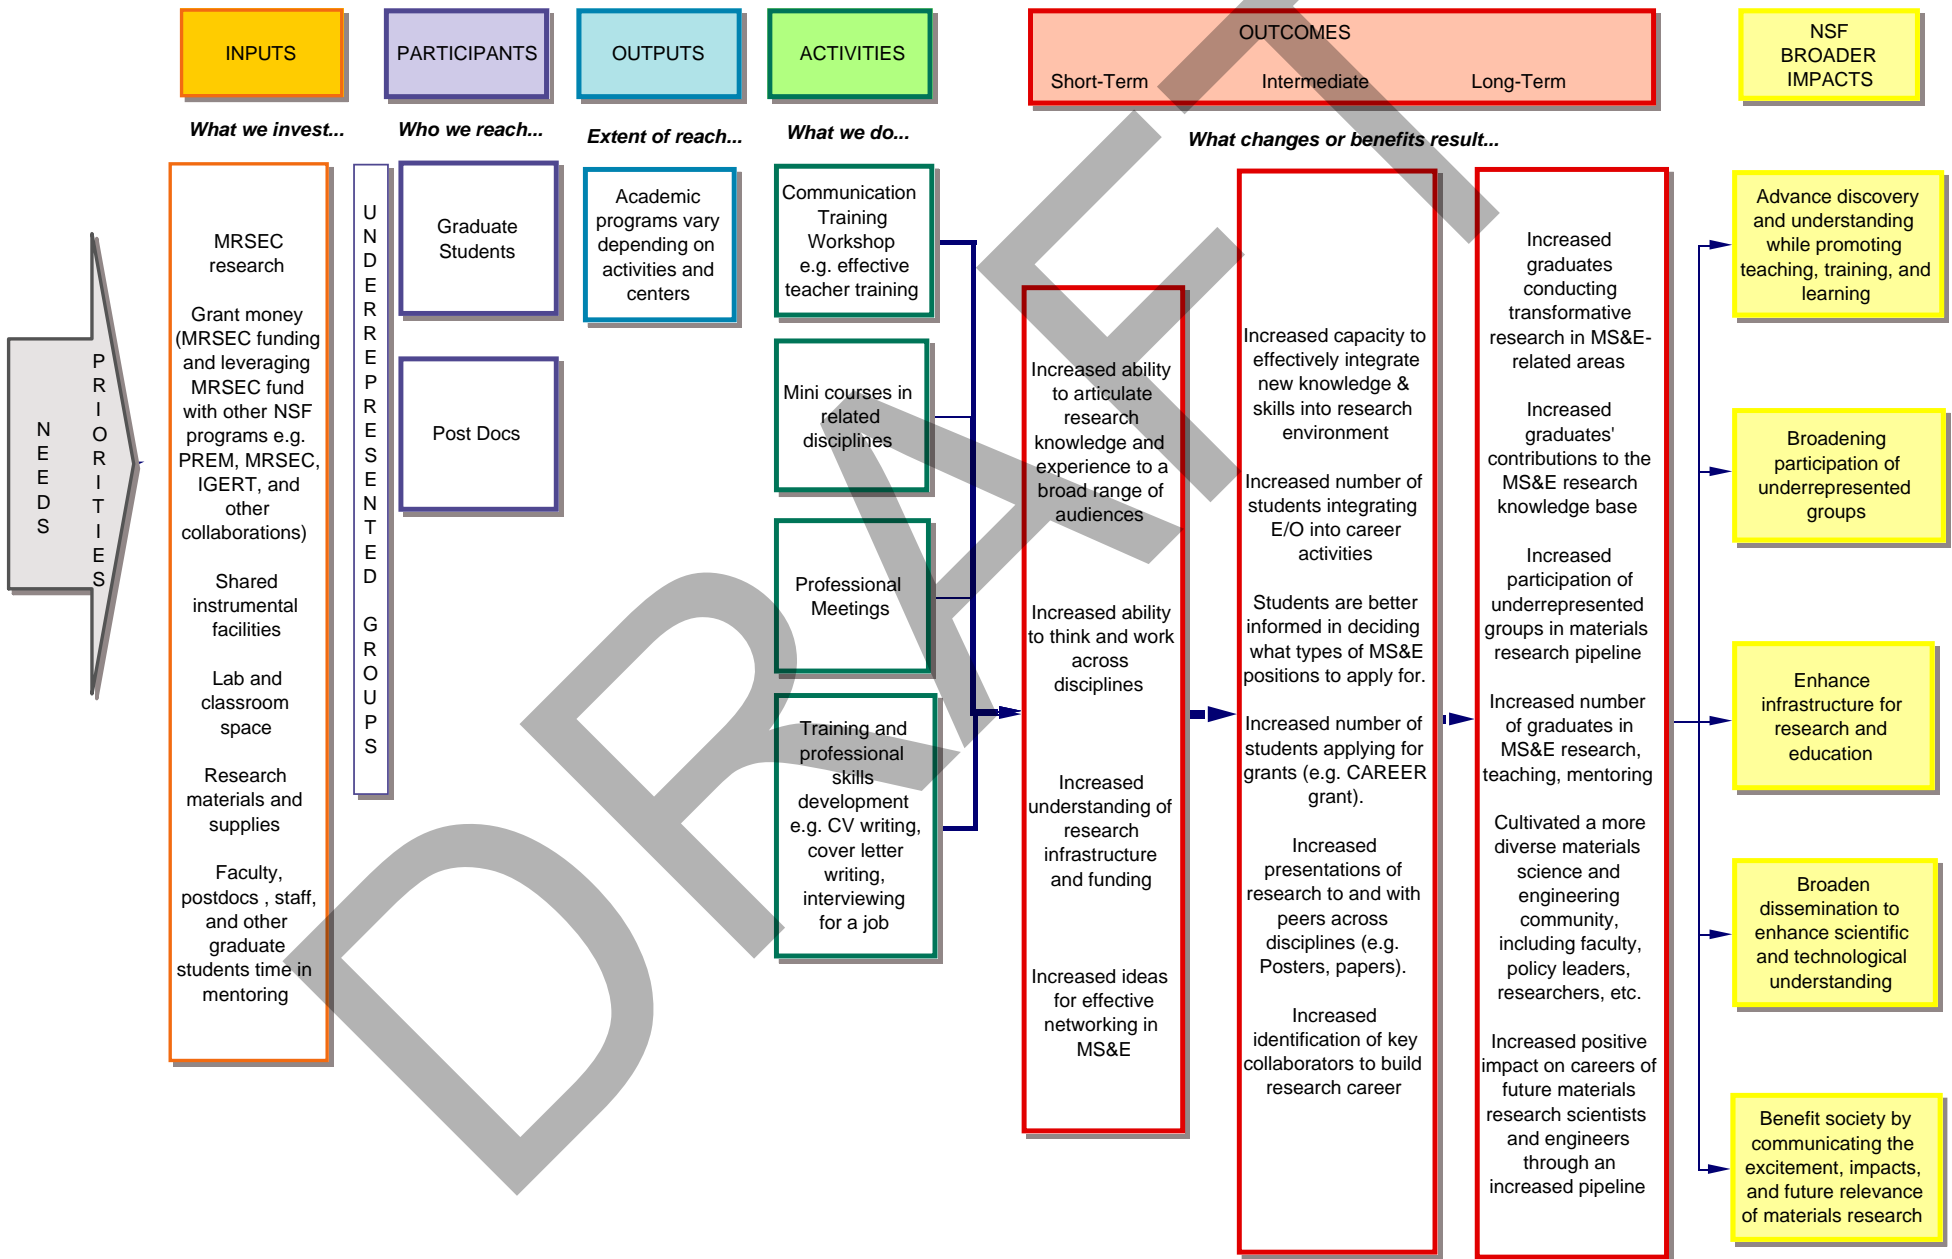 INPUTS
PARTICIPANTS
OUTPUTS
ACTIVITIES
OUTCOMES
Short-Term
Intermediate
Long-Term
NSF
BROADER
IMPACTS
What we invest...
Who we reach...
Extent of reach...
What we do...
What changes or benefits result...
NEEDS
PRIORITIES
MRSEC
research
Grant money
(MRSEC funding
and leveraging
MRSEC fund
with other NSF
programs e.g.
PREM, MRSEC,
IGERT, and
other
collaborations)
Shared
instrumental
facilities
Lab and
classroom
space
Research
materials and
supplies
Faculty,
postdocs , staff,
and other
graduate
students time in
mentoring
UNDERREPRESENTED GROUPS
Graduate
Students
Post Docs
Academic
programs vary
depending on
activities and
centers
Communication
Training
Workshop
e.g. effective
teacher training
Mini courses in
related
disciplines
Professional
Meetings
Training and
professional
skills
development
e.g. CV writing,
cover letter
writing,
interviewing
for a job
Increased ability
to articulate
research
knowledge and
experience to a
broad range of
audiences
Increased ability
to think and work
across
disciplines
Increased
understanding of
research
infrastructure
and funding
Increased ideas
for effective
networking in
MS&E
Increased capacity to
effectively integrate
new knowledge &
skills into research
environment
Increased number of
students integrating
E/O into career
activities
Students are better
informed in deciding
what types of MS&E
positions to apply for.
Increased number of
students applying for
grants (e.g. CAREER
grant).
Increased
presentations of
research to and with
peers across
disciplines (e.g.
Posters, papers).
Increased
identification of key
collaborators to build
research career
Increased
graduates
conducting
transformative
research in MS&E-
related areas
Increased
graduates'
contributions to the
MS&E research
knowledge base
Increased
participation of
underrepresented
groups in materials
research pipeline
Increased number
of graduates in
MS&E research,
teaching, mentoring
Cultivated a more
diverse materials
science and
engineering
community,
including faculty,
policy leaders,
researchers, etc.
Increased positive
impact on careers of
future materials
research scientists
and engineers
through an
increased pipeline
Advance discovery
and understanding
while promoting
teaching, training, and
learning
Broadening
participation of
underrepresented
groups
Enhance
infrastructure for
research and
education
Broaden
dissemination to
enhance scientific
and technological
understanding
Benefit society by
communicating the
excitement, impacts,
and future relevance
of materials research
DRAFT